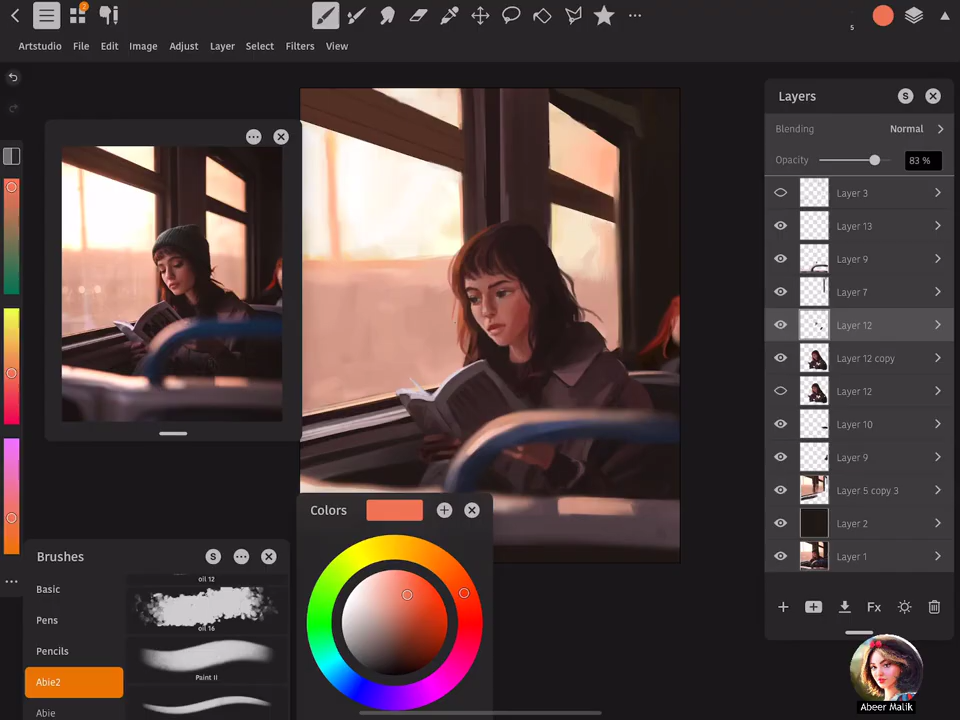 2
5
Artstudio File Edit Image Adjust Layer Select Filters View
Layers S
Blending Normal
Opacity 83 %
Layer 3
Layer 13
Layer 9
Layer 7
Layer 12
Layer 12 copy
Layer 12
Layer 10
Layer 9
Layer 5 copy 3
Layer 2
Layer 1
Fx
Colors
Brushes S
Basic
Pens
Pencils
Abie2
Abie
oil 12
oil 16
Paint II
Abeer Malik